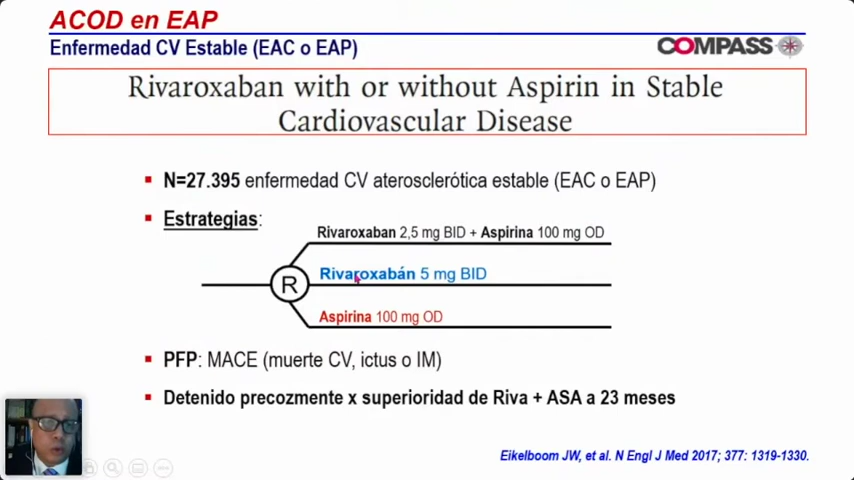 ACOD en EAP
Enfermedad CV Estable (EAC o EAP)
COMPASS
Rivaroxaban with or without Aspirin in Stable
Cardiovascular Disease
N=27.395 enfermedad CV aterosclerótica estable (EAC o EAP)
Estrategias:
Rivaroxaban 2,5 mg BID + Aspirina 100 mg OD
R
Rivaroxabán 5 mg BID
Aspirina 100 mg OD
PFP: MACE (muerte CV, ictus o IM)
Detenido precozmente x superioridad de Riva + ASA a 23 meses
Eikelboom JW, et al. N Engl J Med 2017; 377: 1319-1330.